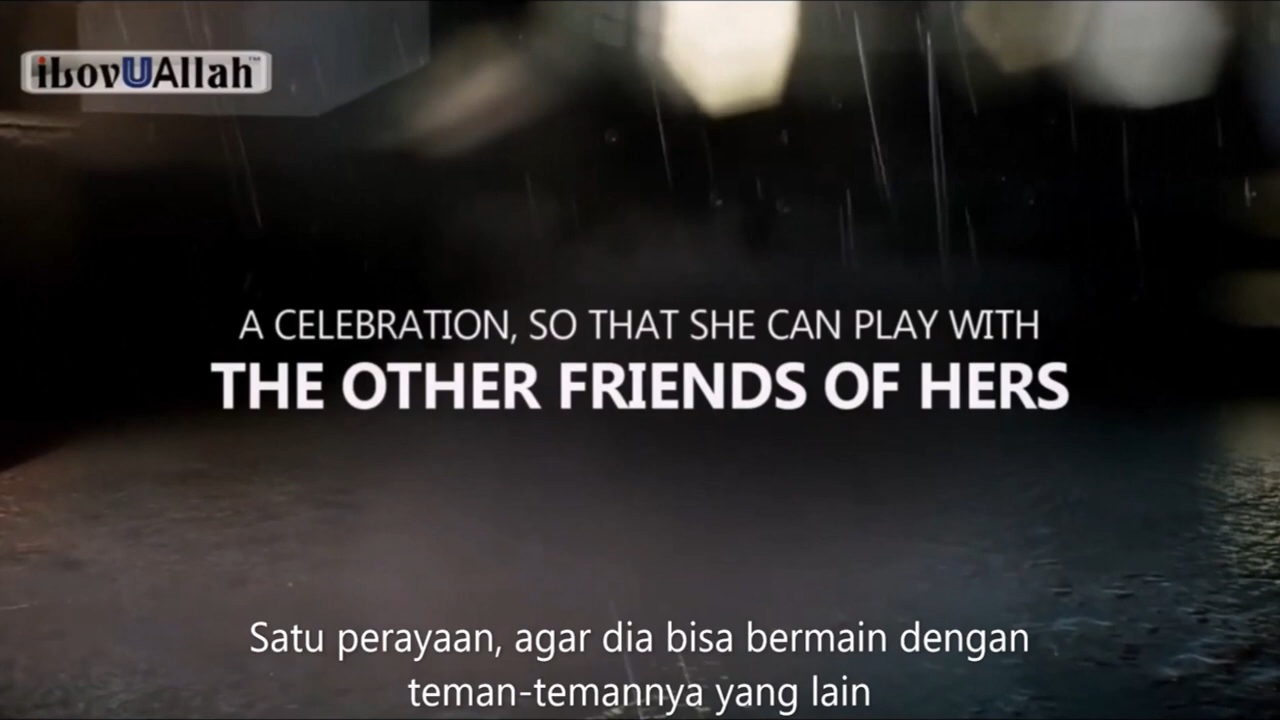 iLovUAllah™
A CELEBRATION, SO THAT SHE CAN PLAY WITH
THE OTHER FRIENDS OF HERS
Satu perayaan, agar dia bisa bermain dengan
teman-temannya yang lain